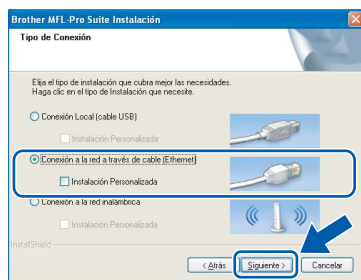 Brother MFL-Pro Suite Instalación
Tipo de Conexión
Elija el tipo de instalación que cubra mejor las necesidades.
Haga clic en el tipo de Instalación que necesite.
Conexión Local (cable USB)
Instalación Personalizada
Conexión a la red a través de cable (Ethernet)
Instalación Personalizada
Conexión a la red inalámbrica
Instalación Personalizada
InstallShield
< Atrás
Siguiente >
Cancelar